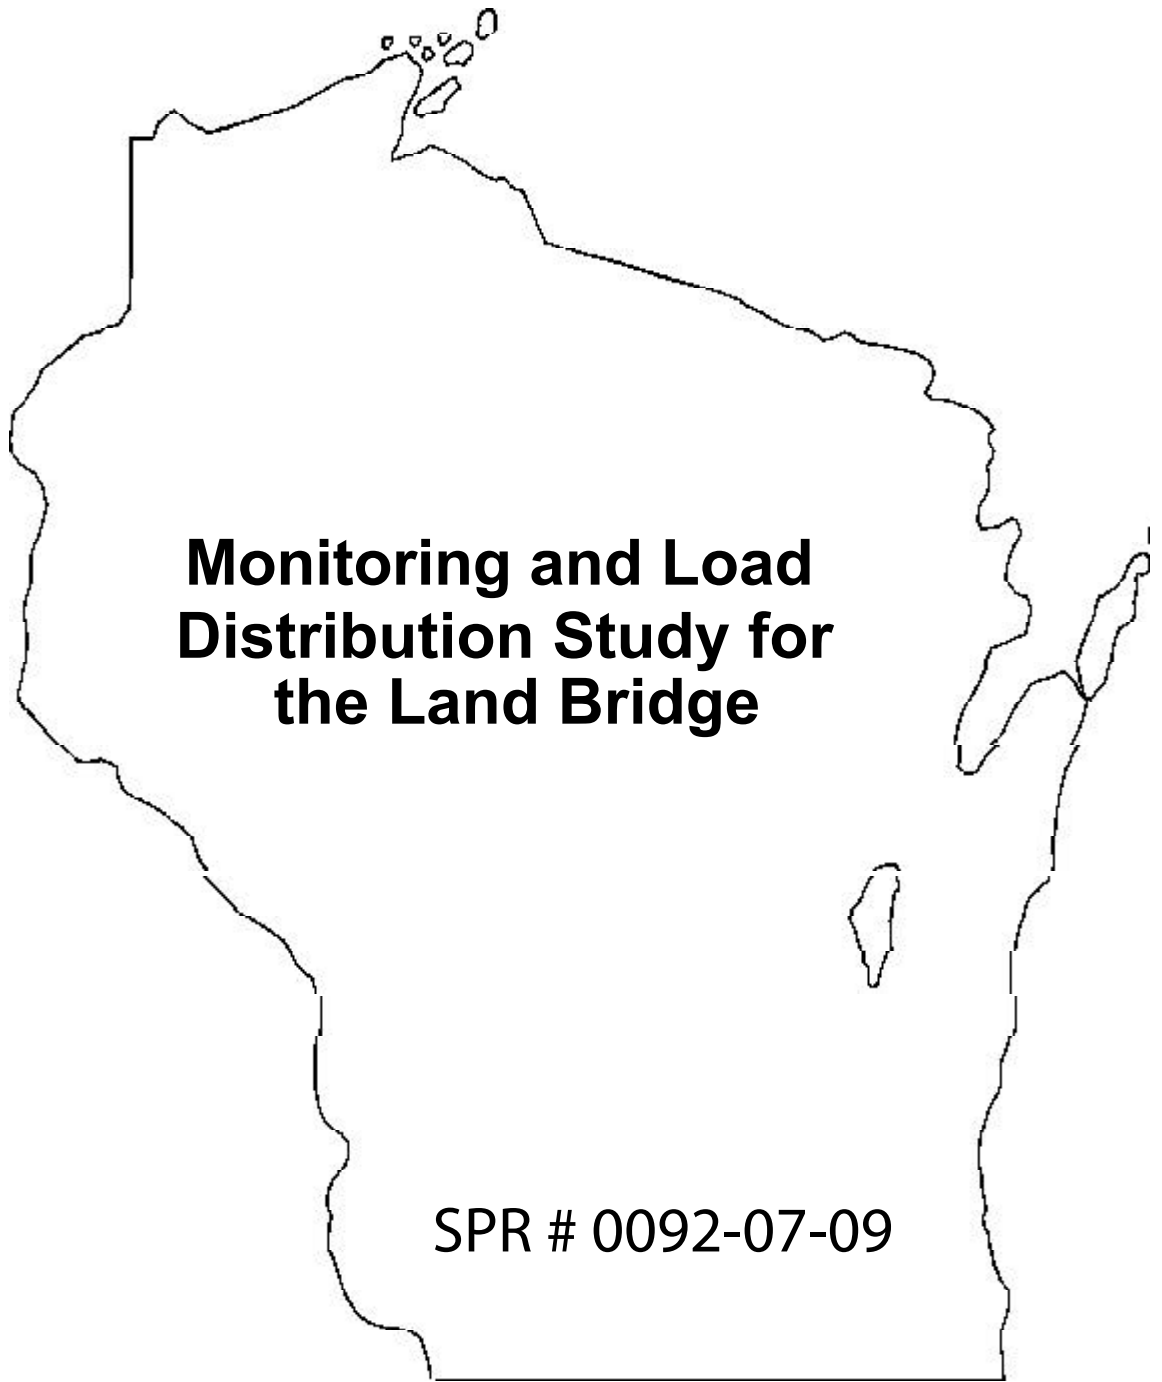 Monitoring and Load
Distribution Study for
the Land Bridge
SPR # 0092-07-09